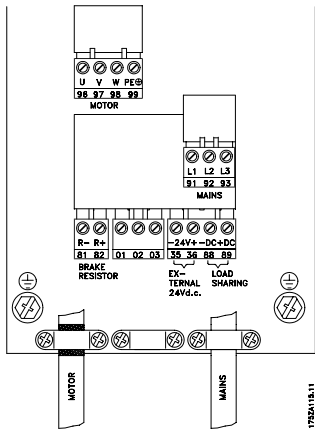 U V W PE⏚
96 97 98 99
MOTOR
L1 L2 L3
91 92 93
MAINS
R- R+ -24V+ -DC+DC
81 82 01 02 03 35 36 88 89
BRAKE
RESISTOR
EX-
TERNAL
24Vd.c.
LOAD
SHARING
MOTOR
MAINS
175ZA115.11